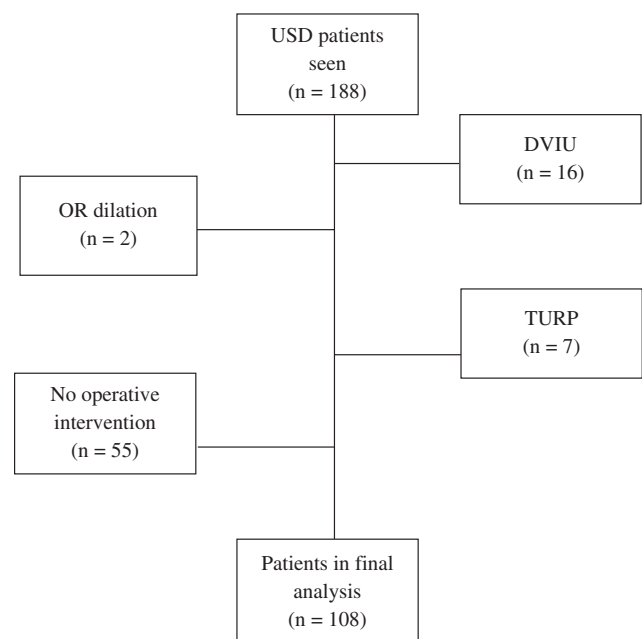 USD patients
seen
(n = 188)
DVIU
(n = 16)
OR dilation
(n = 2)
TURP
(n = 7)
No operative
intervention
(n = 55)
Patients in final
analysis
(n = 108)